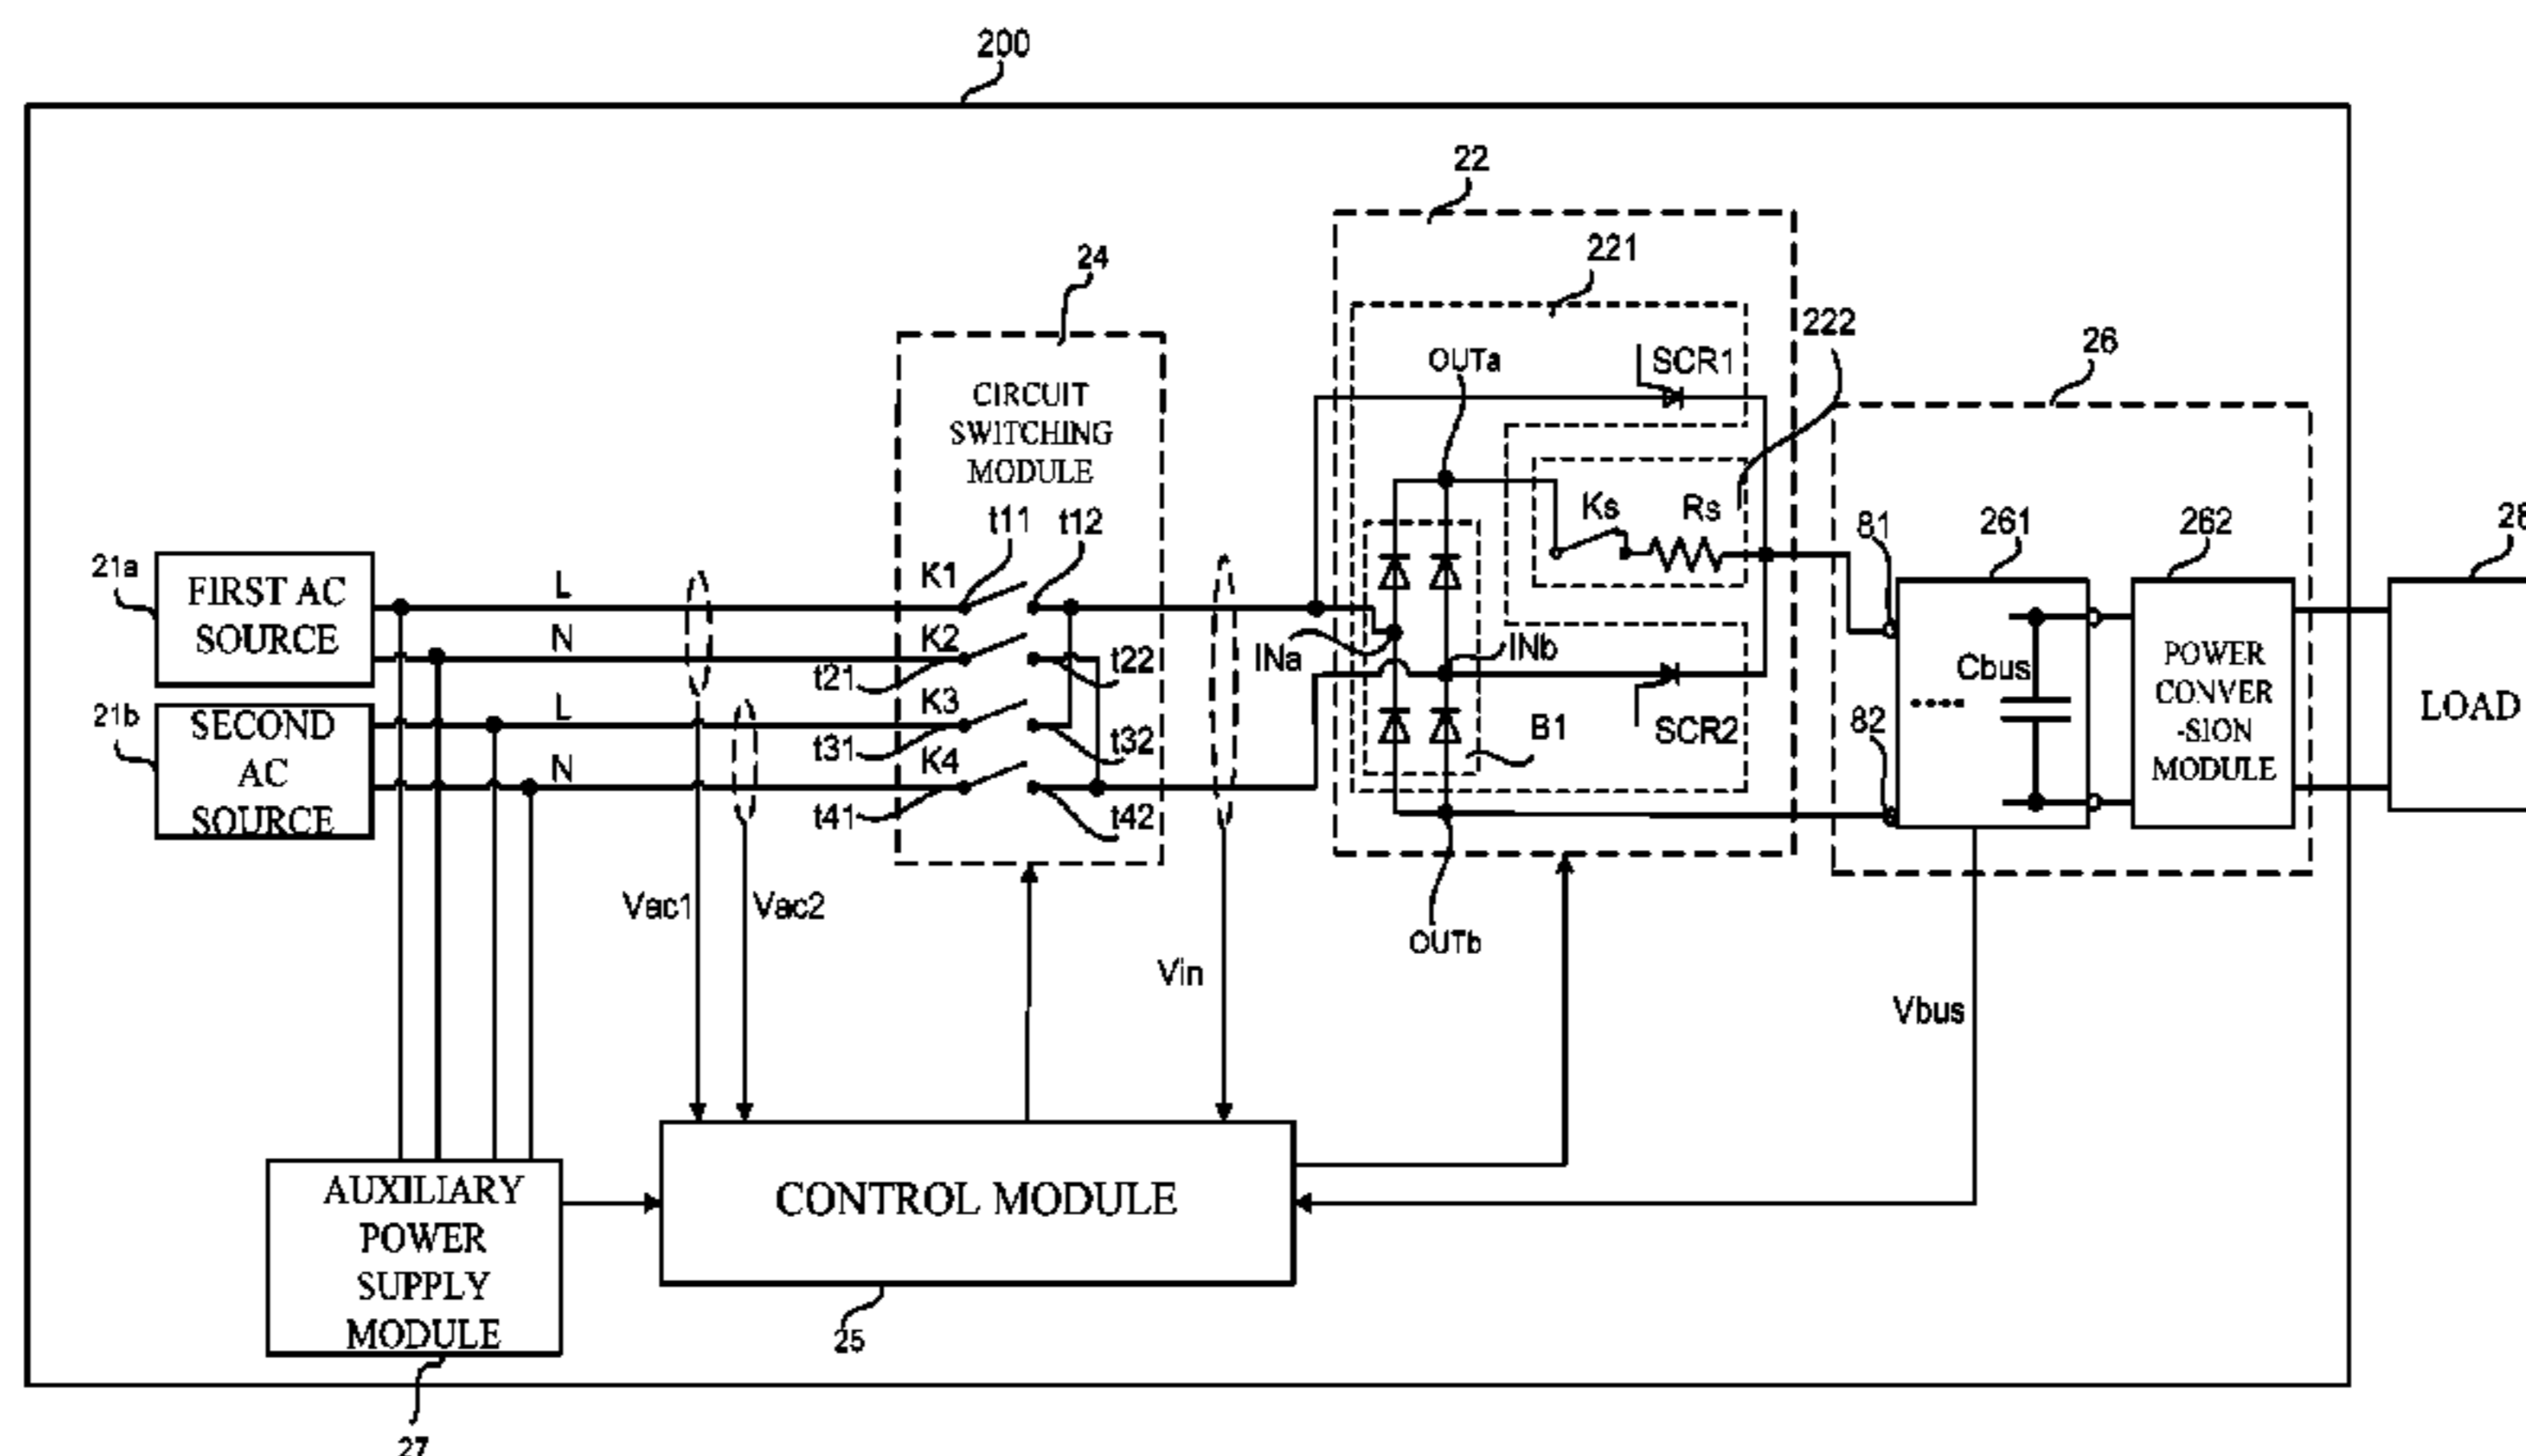 200
22
221
24
222
26
OUTa
SCR1
CIRCUIT
SWITCHING
MODULE
t11
t12
Ks
Rs
81
261
262
21a
FIRST AC
SOURCE
L
K1
N
K2
t21
t22
INa
INb
POWER
CONVER
-SION
MODULE
Cbus
LOAD
21b
SECOND
AC
SOURCE
L
K3
t31
t32
B1
SCR2
82
N
K4
t41
t42
Vac1
Vac2
OUTb
Vin
Vbus
AUXILIARY
POWER
SUPPLY
MODULE
CONTROL MODULE
25
27